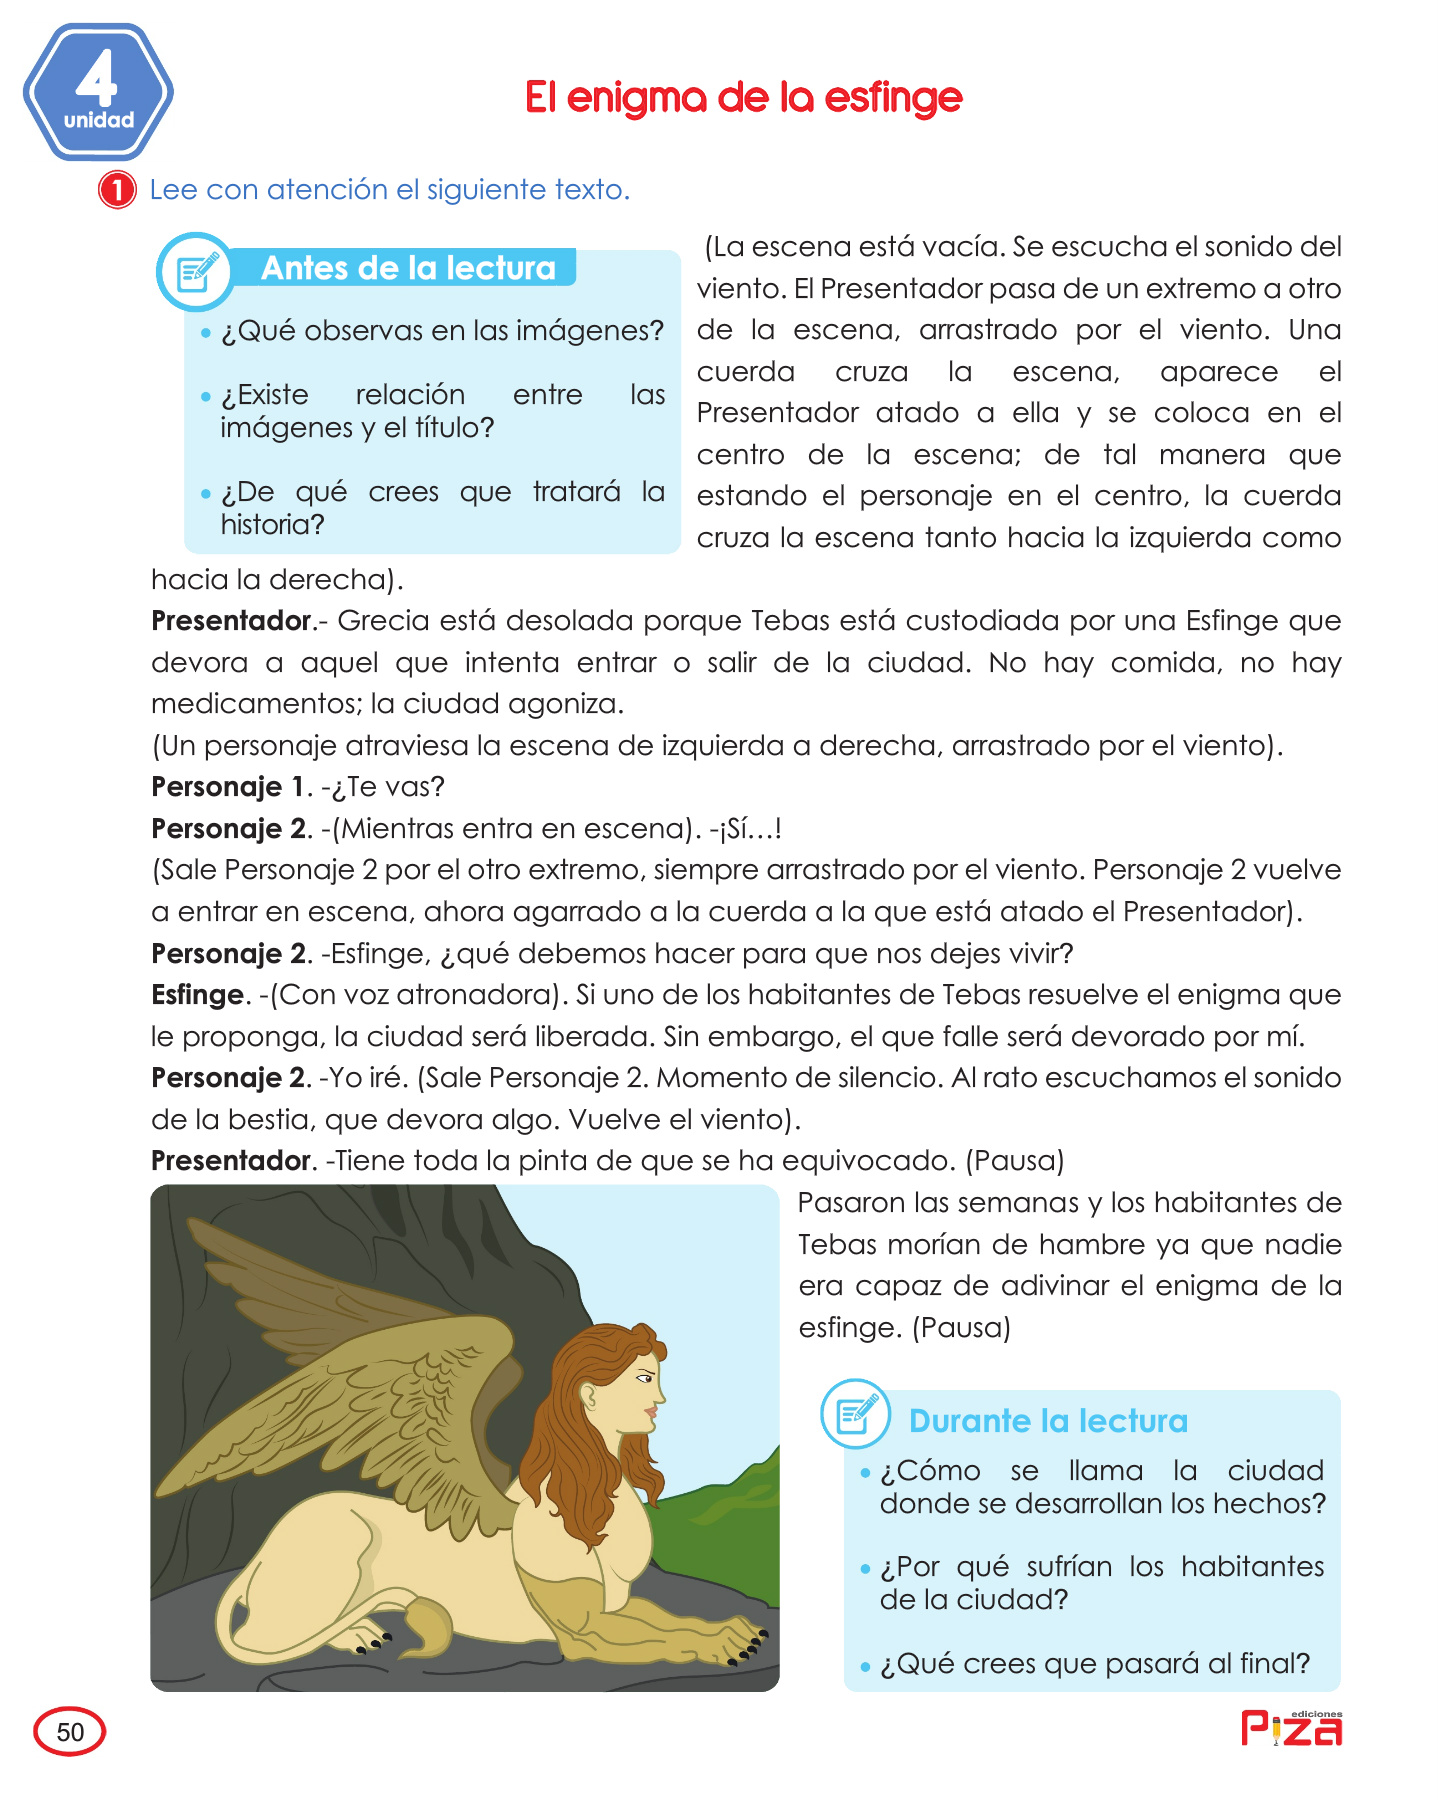 4
unidad
El enigma de la esfinge
1 Lee con atención el siguiente texto.
Antes de la lectura
• ¿Qué observas en las imágenes?
• ¿Existe relación entre las
imágenes y el título?
• ¿De qué crees que tratará la
historia?
(La escena está vacía. Se escucha el sonido del
viento. El Presentador pasa de un extremo a otro
de la escena, arrastrado por el viento. Una
cuerda cruza la escena, aparece el
Presentador atado a ella y se coloca en el
centro de la escena; de tal manera que
estando el personaje en el centro, la cuerda
cruza la escena tanto hacia la izquierda como
hacia la derecha).
Presentador.- Grecia está desolada porque Tebas está custodiada por una Esfinge que
devora a aquel que intenta entrar o salir de la ciudad. No hay comida, no hay
medicamentos; la ciudad agoniza.
(Un personaje atraviesa la escena de izquierda a derecha, arrastrado por el viento).
Personaje 1. -¿Te vas?
Personaje 2. -(Mientras entra en escena). -¡Sí...!
(Sale Personaje 2 por el otro extremo, siempre arrastrado por el viento. Personaje 2 vuelve
a entrar en escena, ahora agarrado a la cuerda a la que está atado el Presentador).
Personaje 2. -Esfinge, ¿qué debemos hacer para que nos dejes vivir?
Esfinge. -(Con voz atronadora). Si uno de los habitantes de Tebas resuelve el enigma que
le proponga, la ciudad será liberada. Sin embargo, el que falle será devorado por mí.
Personaje 2. -Yo iré. (Sale Personaje 2. Momento de silencio. Al rato escuchamos el sonido
de la bestia, que devora algo. Vuelve el viento).
Presentador. -Tiene toda la pinta de que se ha equivocado. (Pausa)
Pasaron las semanas y los habitantes de
Tebas morían de hambre ya que nadie
era capaz de adivinar el enigma de la
esfinge. (Pausa)
Durante la lectura
• ¿Cómo se llama la ciudad
donde se desarrollan los hechos?
• ¿Por qué sufrían los habitantes
de la ciudad?
• ¿Qué crees que pasará al final?
50
ediciones
Piza